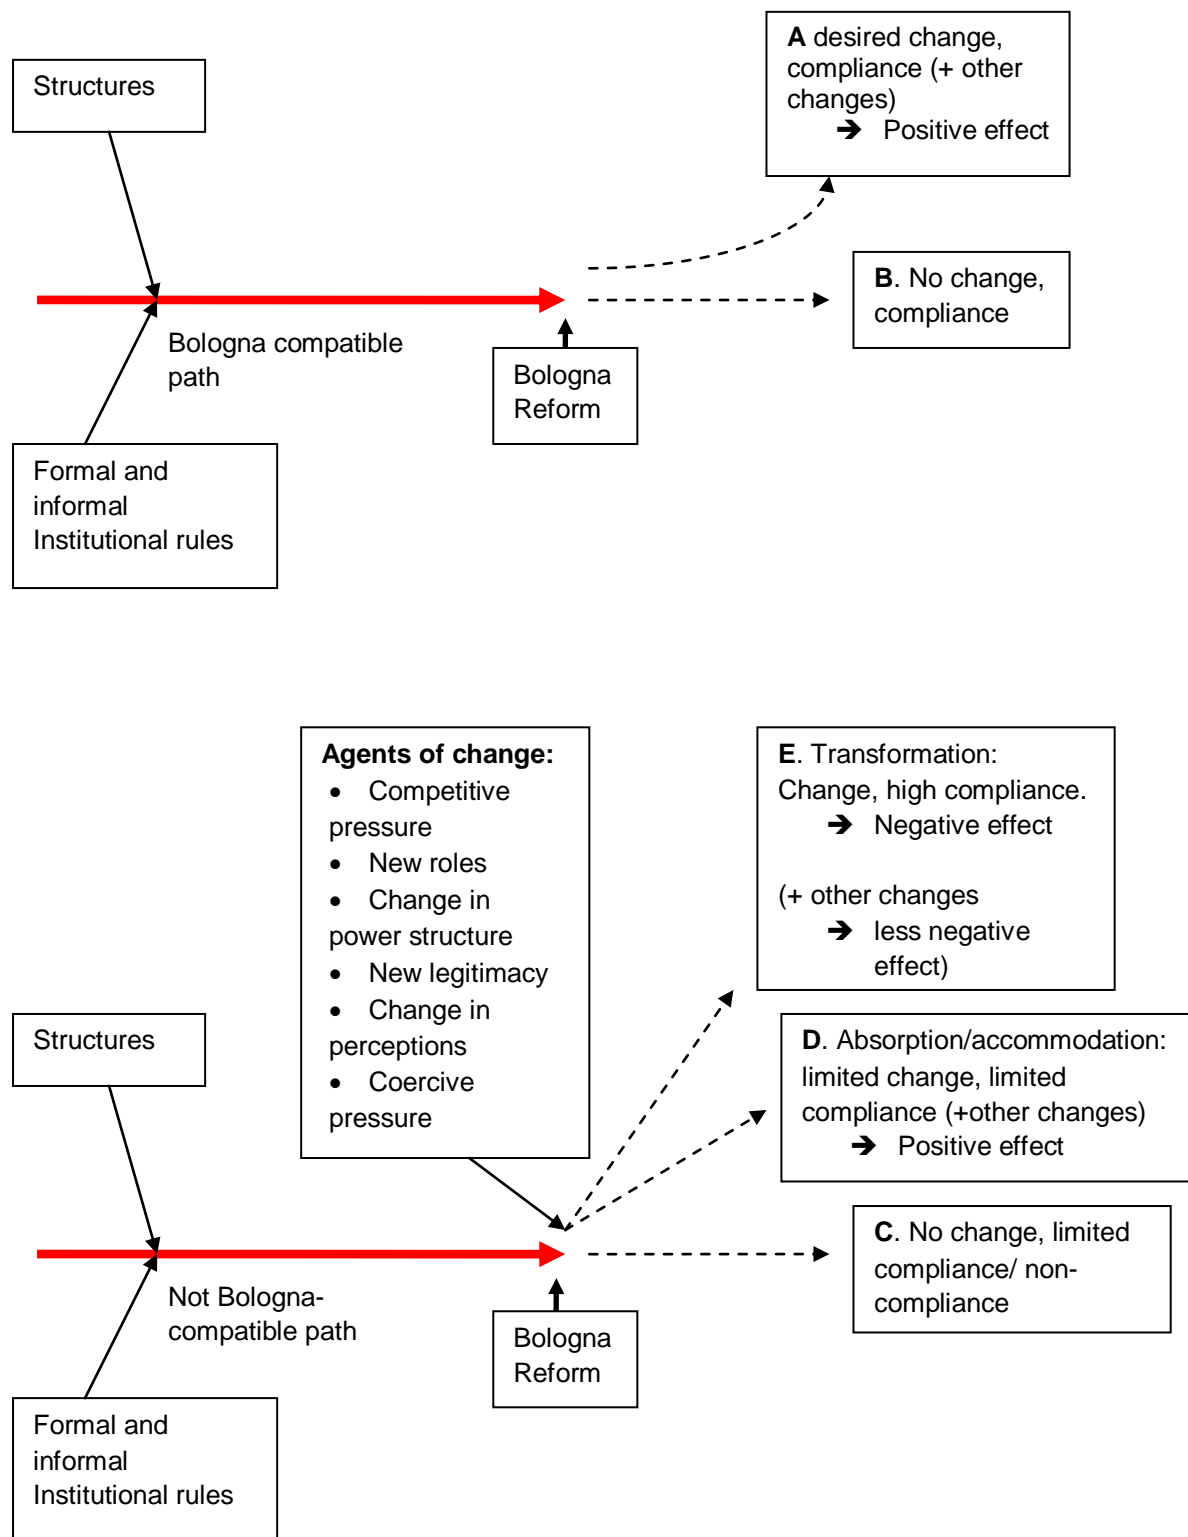 A desired change,
compliance (+ other
changes)
➔ Positive effect
Structures
B. No change,
compliance
Bologna compatible
path
Bologna
Reform
Formal and
informal
Institutional rules
Agents of change:
• Competitive
pressure
• New roles
• Change in
power structure
• New legitimacy
• Change in
perceptions
• Coercive
pressure
E. Transformation:
Change, high compliance.
➔ Negative effect
(+ other changes
➔ less negative
effect)
Structures
D. Absorption/accommodation:
limited change, limited
compliance (+other changes)
➔ Positive effect
C. No change, limited
compliance/ non-
compliance
Not Bologna-
compatible path
Bologna
Reform
Formal and
informal
Institutional rules